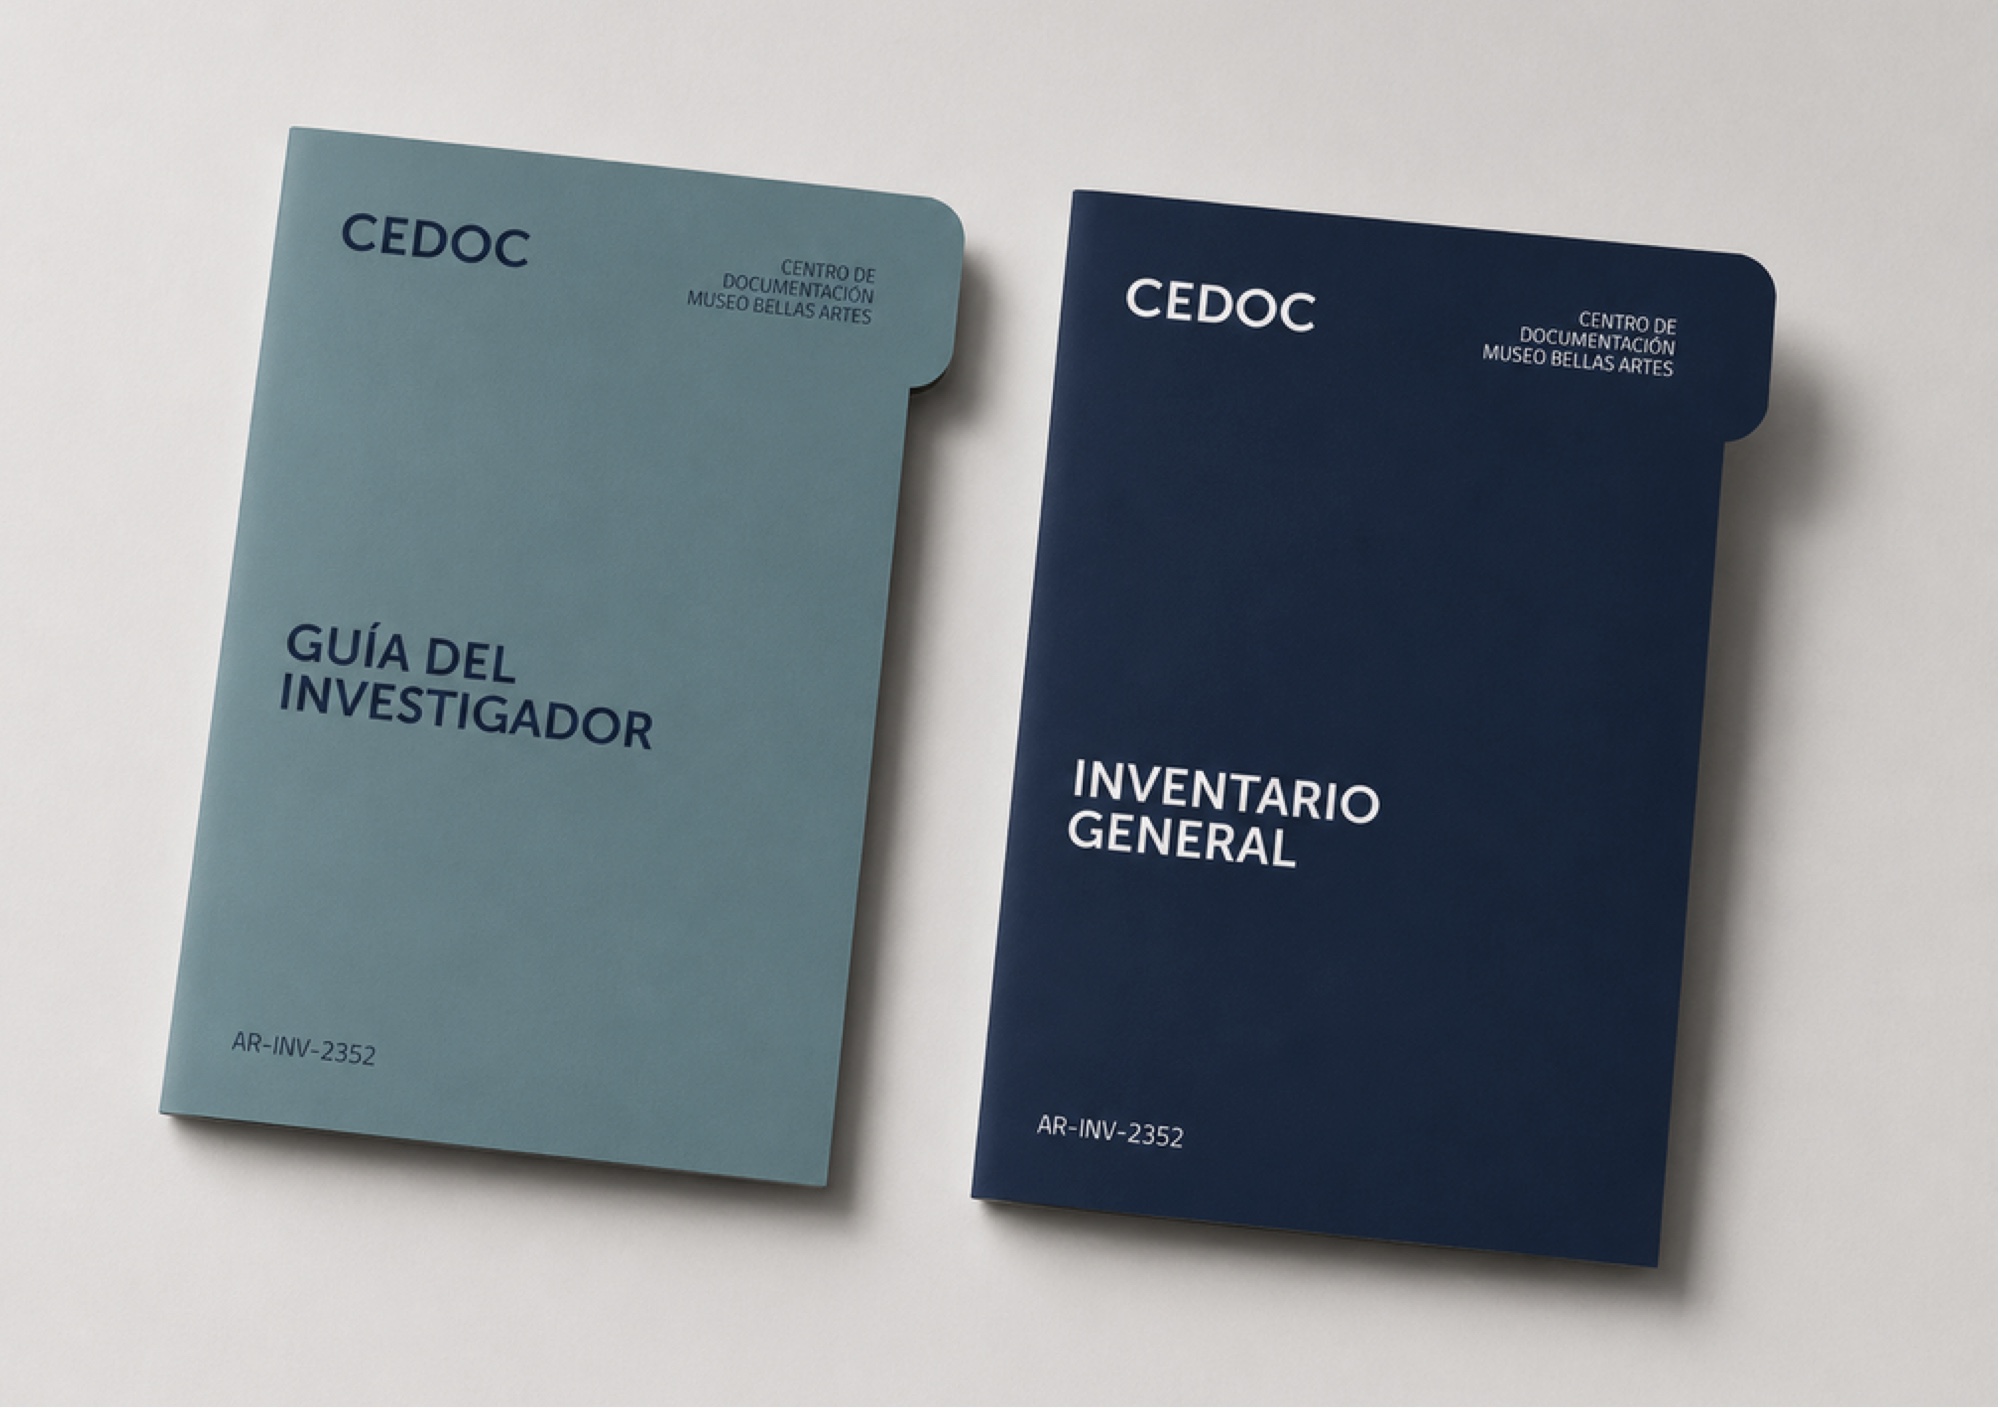 CEDOC
CENTRO DE
DOCUMENTACIÓN
MUSEO BELLAS ARTES
GUÍA DEL
INVESTIGADOR
AR-INV-2352
CEDOC
CENTRO DE
DOCUMENTACIÓN
MUSEO BELLAS ARTES
INVENTARIO
GENERAL
AR-INV-2352